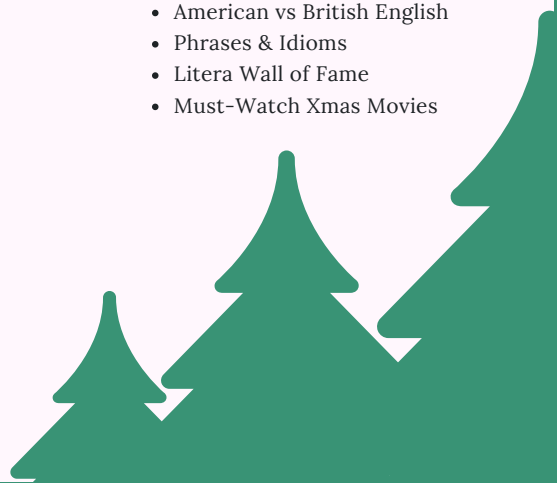 • American vs British English
• Phrases & Idioms
• Litera Wall of Fame
• Must-Watch Xmas Movies